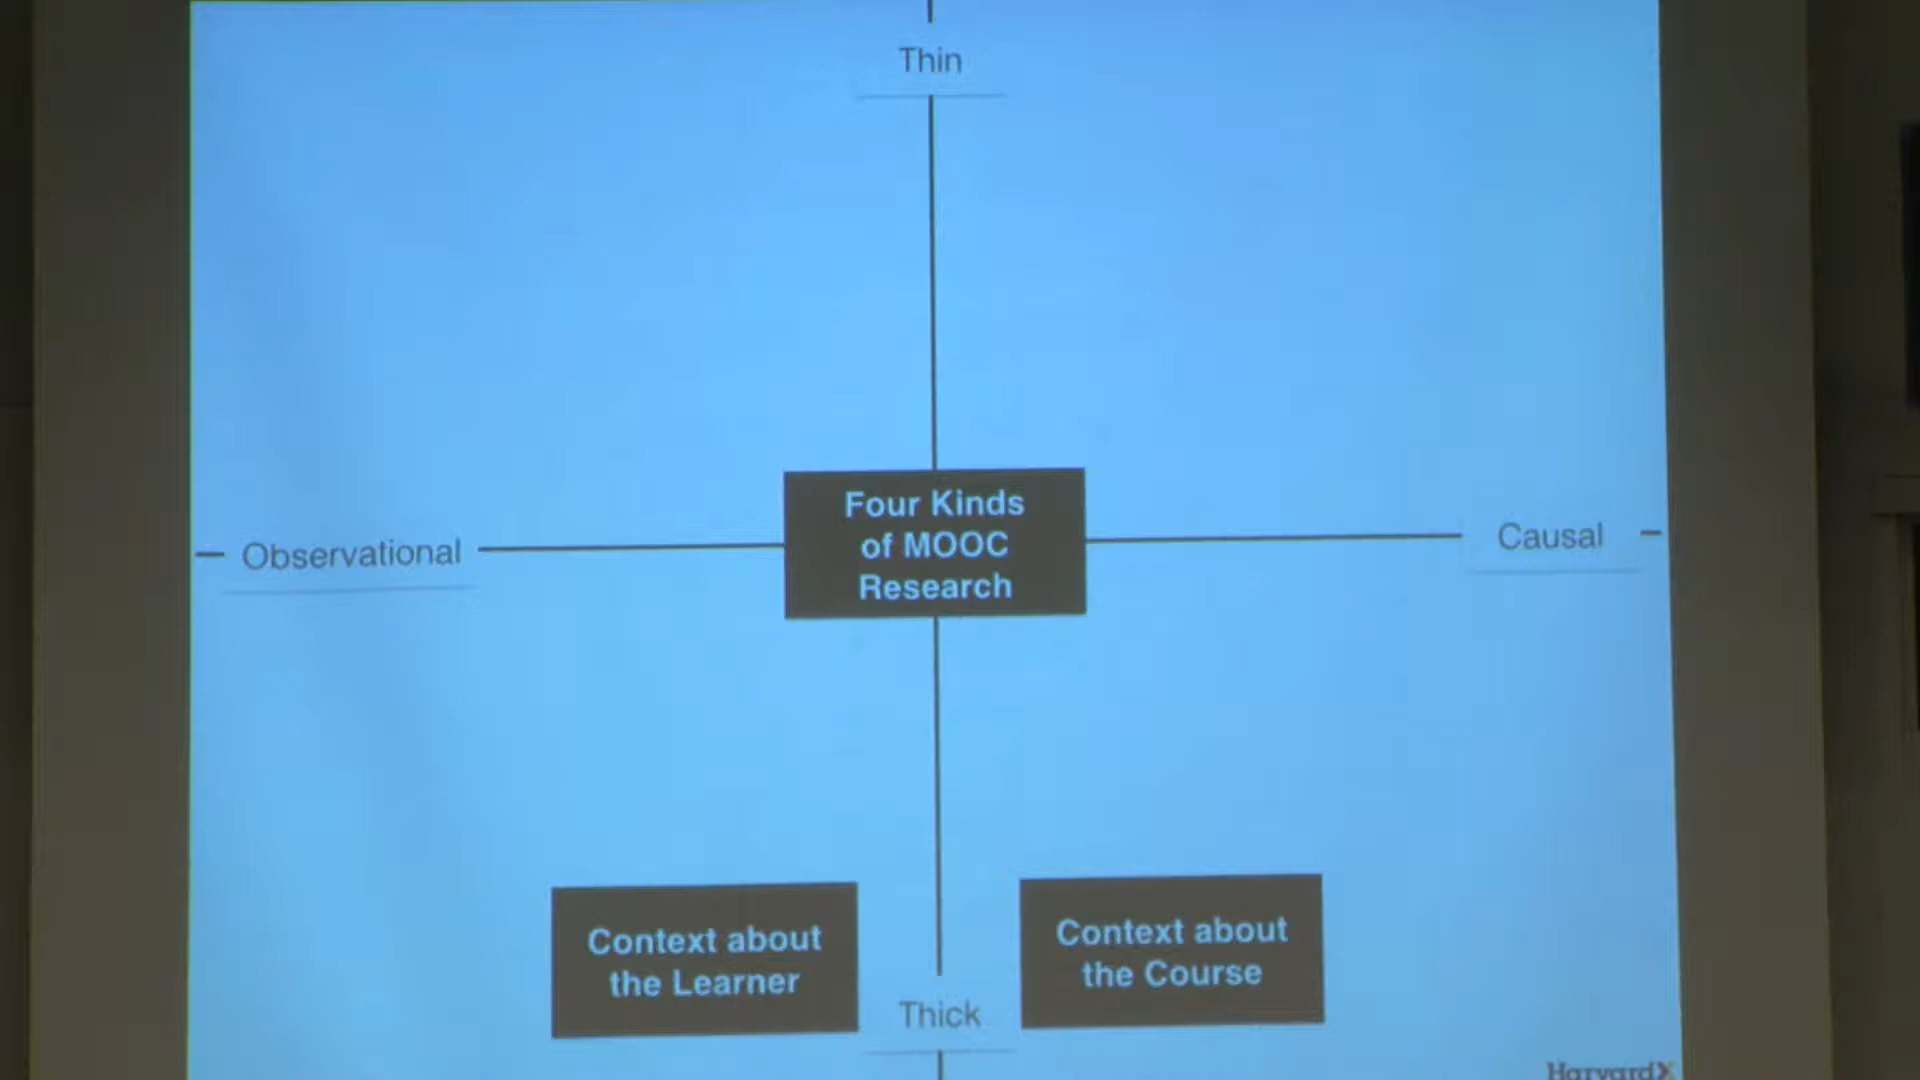 Thin
Four Kinds
of MOOC
Research
Observational
Causal
Context about
the Learner
Context about
the Course
Thick
HarvardX